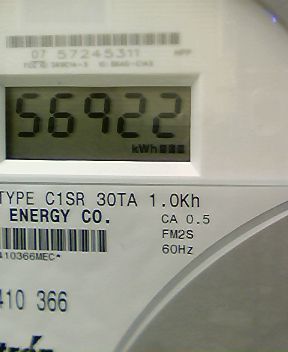 07 57245311
56922
kWh
TYPE C1SR 30TA 1.0Kh
ENERGY CO.
CA 0.5
FM2S
60Hz
410366MEC*
410 366